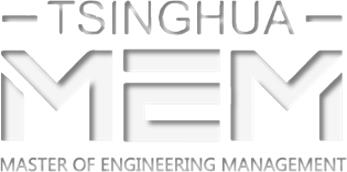 TSINGHUA
MEM
MASTER OF ENGINEERING MANAGEMENT